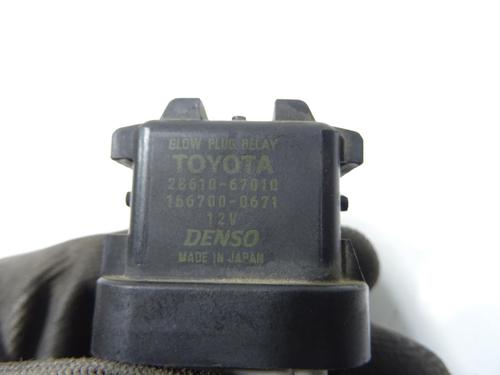 GLOW PLUG RELAY
TOYOTA
28610-67010
156700-0671
12V
DENSO
MADE IN JAPAN